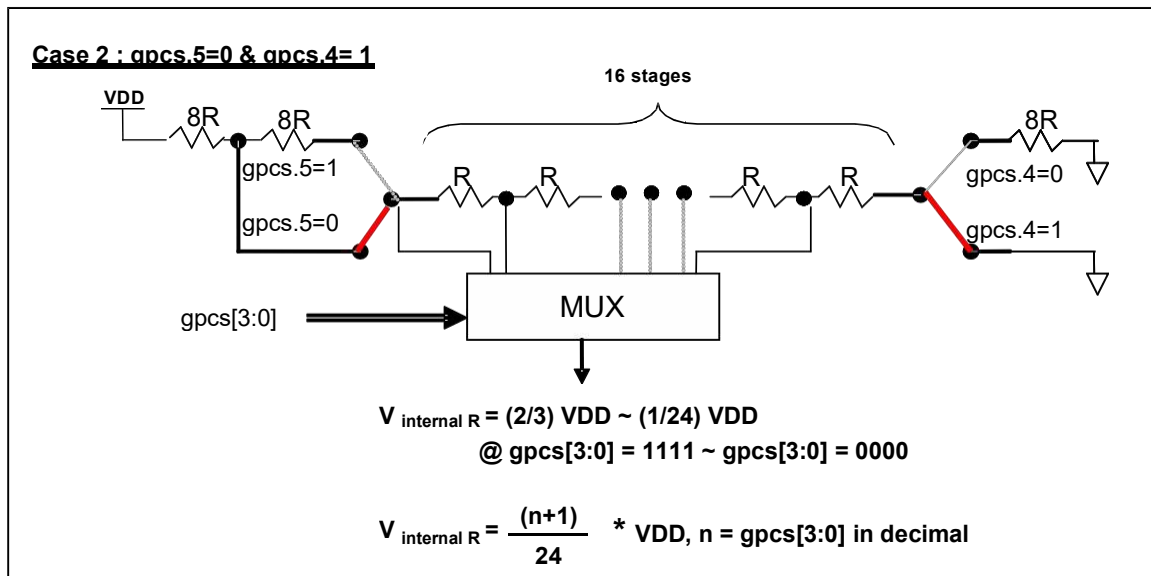 Case 2 : gpcs.5=0 & gpcs.4= 1
16 stages
VDD
8R 8R 8R
gpcs.5=1 gpcs.4=0
R R R R
gpcs.5=0 gpcs.4=1
MUX
gpcs[3:0]
V internal R = (2/3) VDD ~ (1/24) VDD
@ gpcs[3:0] = 1111 ~ gpcs[3:0] = 0000
V internal R = (n+1) / 24 * VDD, n = gpcs[3:0] in decimal